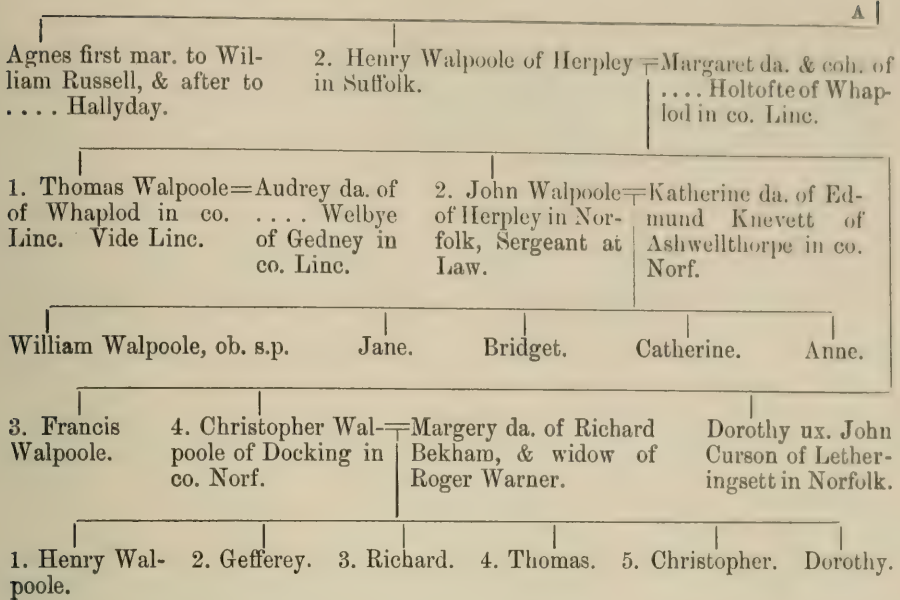 A
Agnes first mar. to Wil-
liam Russell, & after to
. . . . Hallyday.
2. Henry Walpoole of Herpley
in Suffolk.
Margaret da. & coh. of
. . . . Holtofte of Whap-
lod in co. Linc.
1. Thomas Walpoole=
of Whaplod in co.
Linc. Vide Linc.
Audrey da. of
. . . . Welbye
of Gedney in
co. Linc.
2. John Walpoole
of Herpley in Nor-
folk, Sergeant at
Law.
Katherine da. of Ed-
mund Knevett of
Ashwellthorpe in co.
Norf.
William Walpoole, ob. s.p.
Jane.
Bridget.
Catherine.
Anne.
3. Francis
Walpoole.
4. Christopher Wal-
poole of Docking in
co. Norf.
Margery da. of Richard
Bekham, & widow of
Roger Warner.
Dorothy ux. John
Curson of Lether-
ingsett in Norfolk.
1. Henry Wal-
poole.
2. Gefferey.
3. Richard.
4. Thomas.
5. Christopher.
Dorothy.